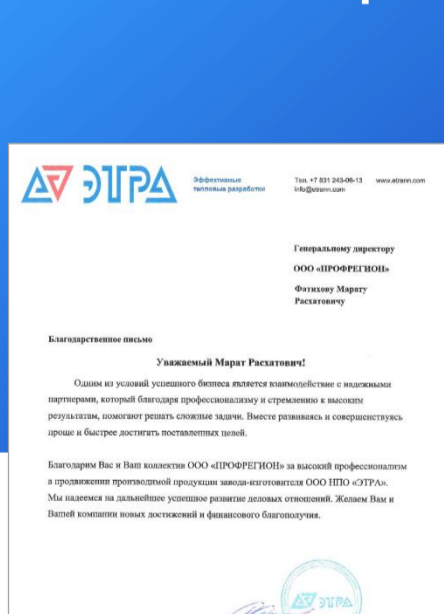 ЭТРА
Эффективные
тепловые разработки
Тел. +7 831 243-06-13 www.etrann.com
info@etrann.com
Генеральному директору
ООО «ПРОФРЕГИОН»
Фатихову Марату
Расхатовичу
Благодарственное письмо
Уважаемый Марат Расхатович!
Одним из условий успешного бизнеса является взаимодействие с надежными
партнерами, который благодаря профессионализму и стремлению к высоким
результатам, помогают решать сложные задачи. Вместе развиваясь и совершенствуясь
проще и быстрее достигать поставленных целей.
Благодарим Вас и Ваш коллектив ООО «ПРОФРЕГИОН» за высокий профессионализм
в продвижении производимой продукции завода-изготовителя ООО НПО «ЭТРА».
Мы надеемся на дальнейшее успешное развитие деловых отношений. Желаем Вам и
Вашей компании новых достижений и финансового благополучия.
ЭТРА